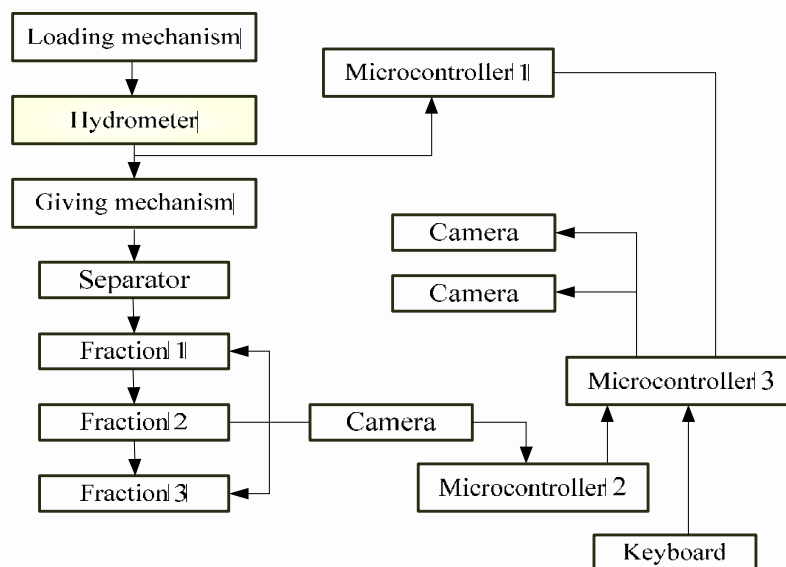 Loading mechanism
Microcontroller 1
Hydrometer
Giving mechanism
Camera
Separator
Camera
Fraction 1
Microcontroller 3
Fraction 2
Camera
Fraction 3
Microcontroller 2
Keyboard